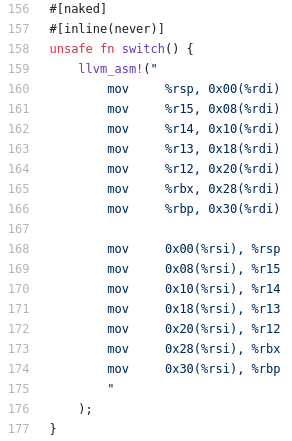 156 #[naked]
157 #[inline(never)]
158 unsafe fn switch() {
159     llvm_asm!("
160         mov     %rsp, 0x00(%rdi)
161         mov     %r15, 0x08(%rdi)
162         mov     %r14, 0x10(%rdi)
163         mov     %r13, 0x18(%rdi)
164         mov     %r12, 0x20(%rdi)
165         mov     %rbx, 0x28(%rdi)
166         mov     %rbp, 0x30(%rdi)
167
168         mov     0x00(%rsi), %rsp
169         mov     0x08(%rsi), %r15
170         mov     0x10(%rsi), %r14
171         mov     0x18(%rsi), %r13
172         mov     0x20(%rsi), %r12
173         mov     0x28(%rsi), %rbx
174         mov     0x30(%rsi), %rbp
175         "
176     );
177 }